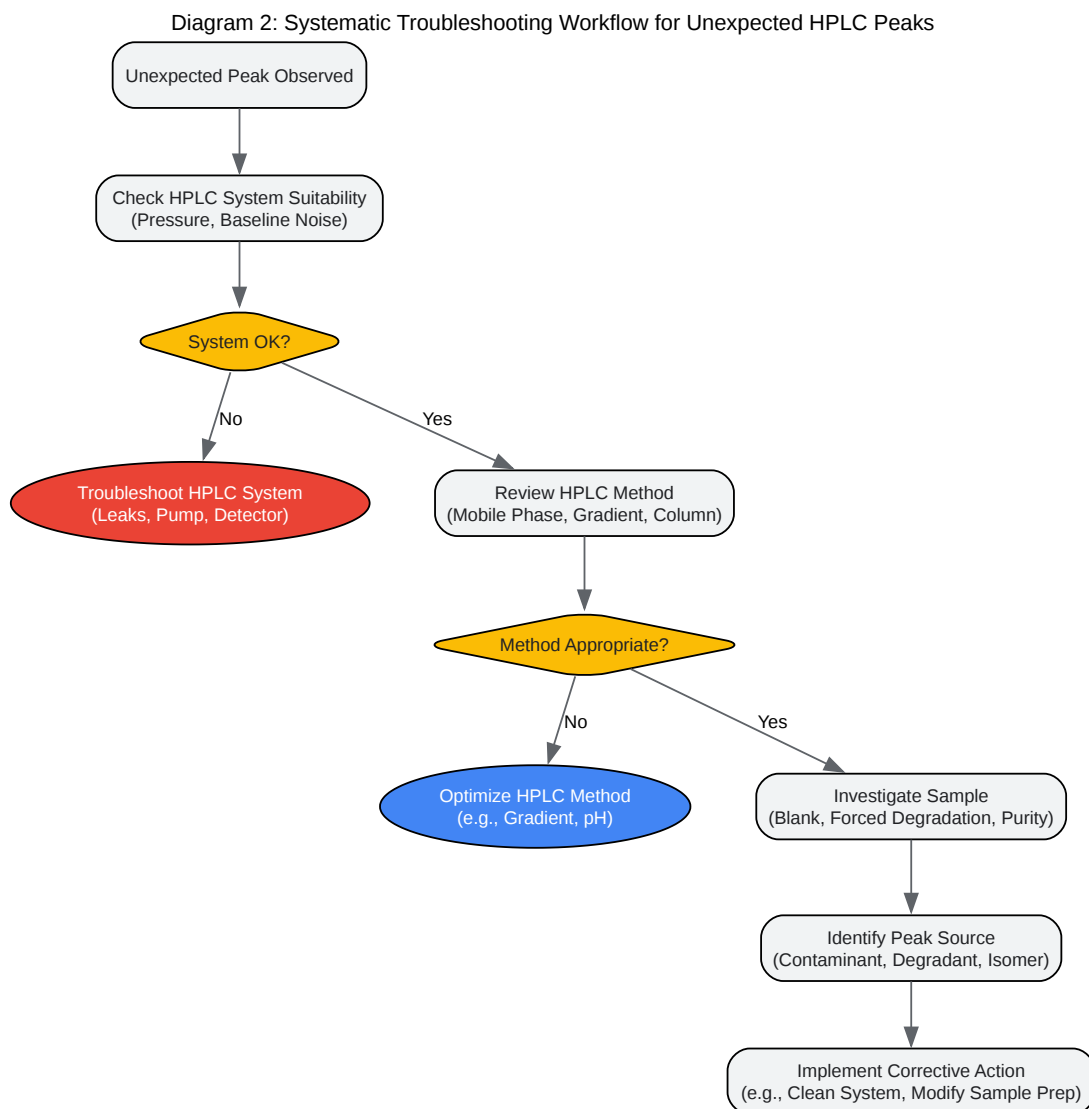 Diagram 2: Systematic Troubleshooting Workflow for Unexpected HPLC Peaks
Unexpected Peak Observed
Check HPLC System Suitability
(Pressure, Baseline Noise)
System OK?
No
Yes
Troubleshoot HPLC System
(Leaks, Pump, Detector)
Review HPLC Method
(Mobile Phase, Gradient, Column)
Method Appropriate?
No
Yes
Optimize HPLC Method
(e.g., Gradient, pH)
Investigate Sample
(Blank, Forced Degradation, Purity)
Identify Peak Source
(Contaminant, Degradant, Isomer)
Implement Corrective Action
(e.g., Clean System, Modify Sample Prep)